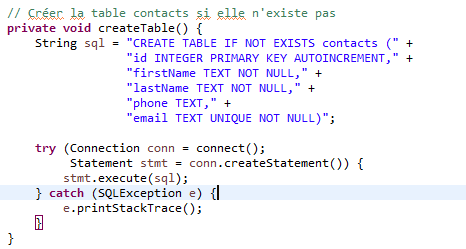 // Créer la table contacts si elle n'existe pas
private void createTable() {
    String sql = "CREATE TABLE IF NOT EXISTS contacts (" +
                 "id INTEGER PRIMARY KEY AUTOINCREMENT," +
                 "firstName TEXT NOT NULL," +
                 "lastName TEXT NOT NULL," +
                 "phone TEXT," +
                 "email TEXT UNIQUE NOT NULL)";
    try (Connection conn = connect();
         Statement stmt = conn.createStatement()) {
        stmt.execute(sql);
    } catch (SQLException e) {
        e.printStackTrace();
    }
}